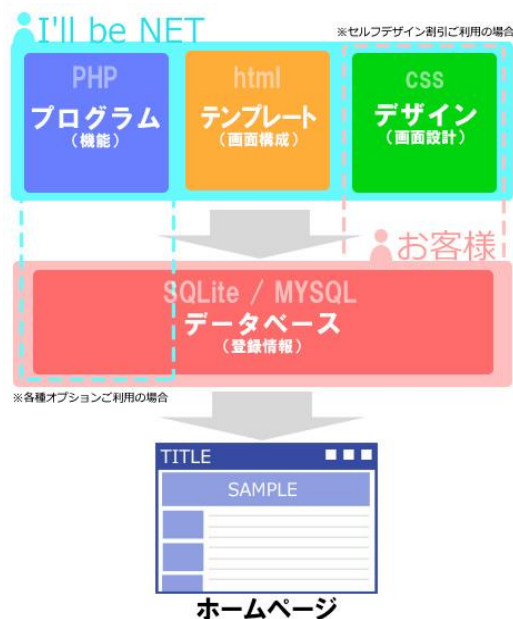 I'll be NET
※セルフデザイン割引ご利用の場合
PHP
プログラム
（機能）
html
テンプレート
（画面構成）
css
デザイン
（画面設計）
お客様
SQLite / MYSQL
データベース
（登録情報）
※各種オプションご利用の場合
TITLE
SAMPLE
ホームページ